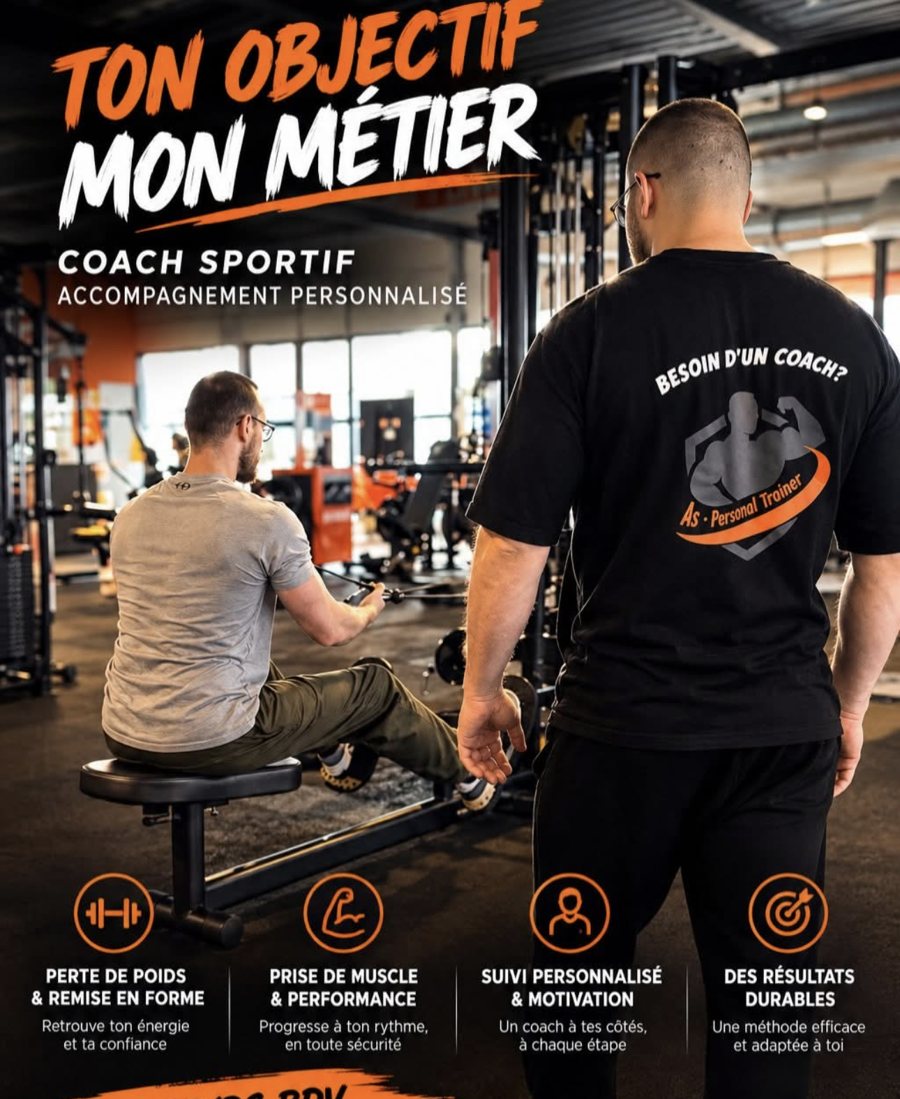 TON OBJECTIF
MON MÉTIER
COACH SPORTIF
ACCOMPAGNEMENT PERSONNALISÉ
BESOIN D'UN COACH?
As · Personal Trainer
PERTE DE POIDS
& REMISE EN FORME
Retrouve ton énergie
et ta confiance
PRISE DE MUSCLE
& PERFORMANCE
Progresse à ton rythme,
en toute sécurité
SUIVI PERSONNALISÉ
& MOTIVATION
Un coach à tes côtés,
à chaque étape
DES RÉSULTATS
DURABLES
Une méthode efficace
et adaptée à toi